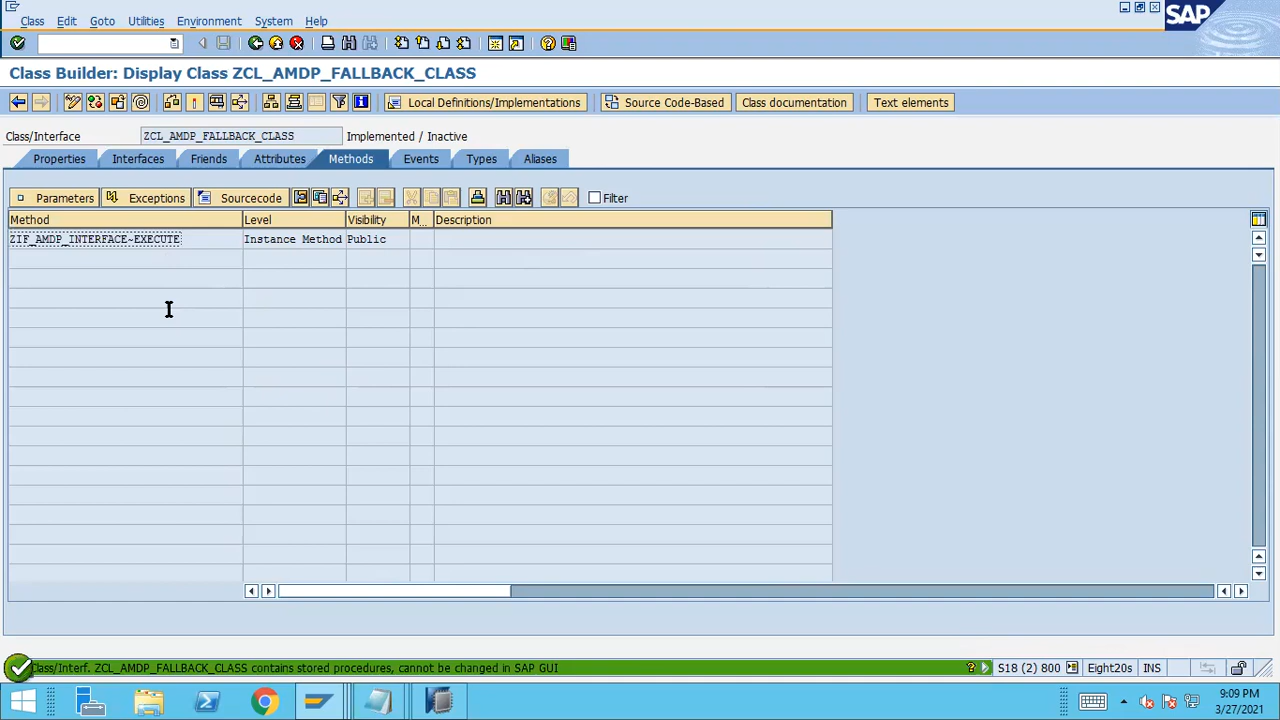 Class Edit Goto Utilities Environment System Help
SAP
Class Builder: Display Class ZCL_AMDP_FALLBACK_CLASS
Local Definitions/Implementations Source Code-Based Class documentation Text elements
Class/Interface ZCL_AMDP_FALLBACK_CLASS Implemented / Inactive
Properties Interfaces Friends Attributes Methods Events Types Aliases
Parameters Exceptions Sourcecode Filter
Method Level Visibility M... Description
ZIF_AMDP_INTERFACE~EXECUTE Instance Method Public
Class/Interf. ZCL_AMDP_FALLBACK_CLASS contains stored procedures, cannot be changed in SAP GUI S18 (2) 800 Eight20s INS
9:09 PM
3/27/2021